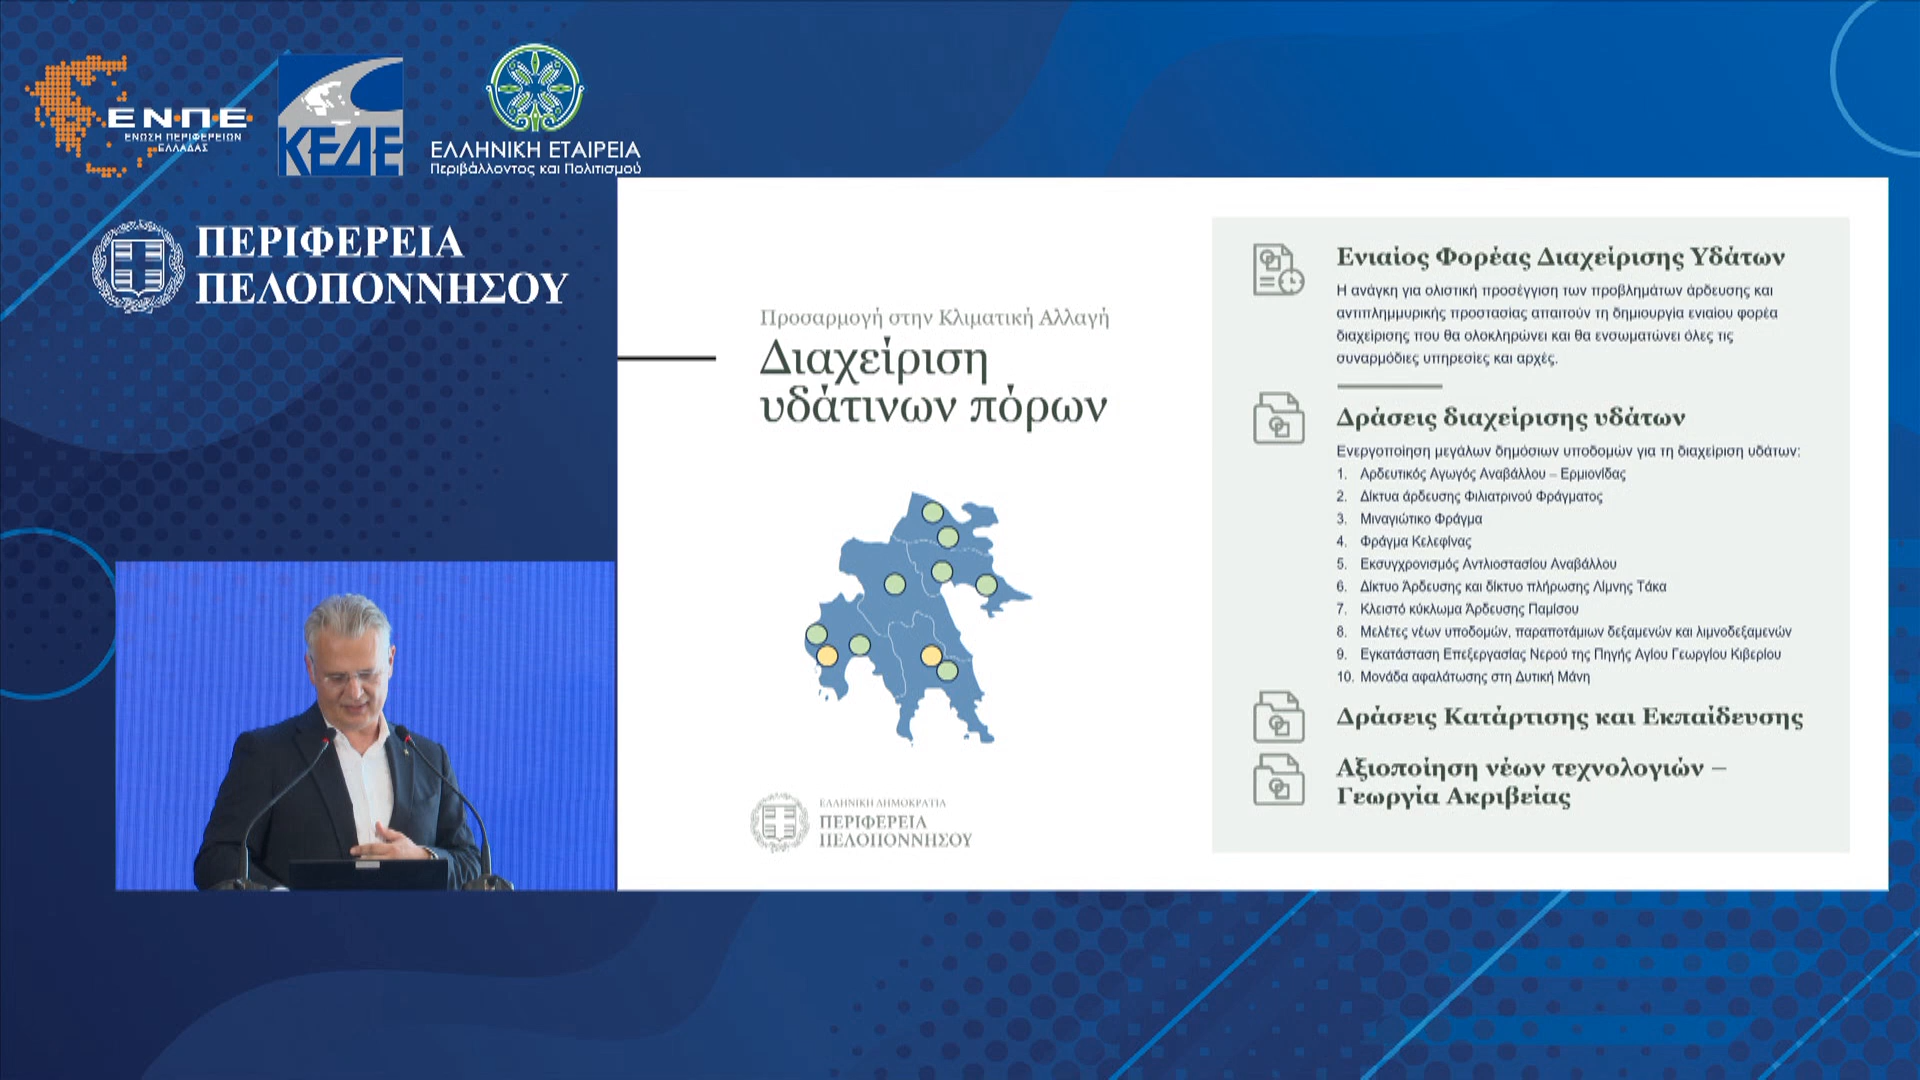 ΕΝΠΕ
ΕΝΩΣΗ ΠΕΡΙΦΕΡΕΙΩΝ
ΕΛΛΑΔΑΣ
ΚΕΔΕ
ΕΛΛΗΝΙΚΗ ΕΤΑΙΡΕΙΑ
Περιβάλλοντος και Πολιτισμού
ΠΕΡΙΦΕΡΕΙΑ
ΠΕΛΟΠΟΝΝΗΣΟΥ
Προσαρμογή στην Κλιματική Αλλαγή
Διαχείριση
υδάτινων πόρων
ΕΛΛΗΝΙΚΗ ΔΗΜΟΚΡΑΤΙΑ
ΠΕΡΙΦΕΡΕΙΑ
ΠΕΛΟΠΟΝΝΗΣΟΥ
Ενιαίος Φορέας Διαχείρισης Υδάτων
Η ανάγκη για ολιστική προσέγγιση των προβλημάτων άρδευσης και
αντιπλημμυρικής προστασίας απαιτούν τη δημιουργία ενιαίου φορέα
διαχείρισης που θα ολοκληρώνει και θα ενσωματώνει όλες τις
συναρμόδιες υπηρεσίες και αρχές.
Δράσεις διαχείρισης υδάτων
Ενεργοποίηση μεγάλων δημόσιων υποδομών για τη διαχείριση υδάτων:
1. Αρδευτικός Αγωγός Αναβάλλου – Ερμιονίδας
2. Δίκτυα άρδευσης Φιλιατρινού Φράγματος
3. Μιναγιώτικο Φράγμα
4. Φράγμα Κελεφίνας
5. Εκσυγχρονισμός Αντλιοστασίου Αναβάλλου
6. Δίκτυο Άρδευσης και δίκτυο πλήρωσης Λίμνης Τάκα
7. Κλειστό κύκλωμα Άρδευσης Παμίσου
8. Μελέτες νέων υποδομών, παραποτάμιων δεξαμενών και λιμνοδεξαμενών
9. Εγκατάσταση Επεξεργασίας Νερού της Πηγής Αγίου Γεωργίου Κιβερίου
10. Μονάδα αφαλάτωσης στη Δυτική Μάνη
Δράσεις Κατάρτισης και Εκπαίδευσης
Αξιοποίηση νέων τεχνολογιών –
Γεωργία Ακριβείας